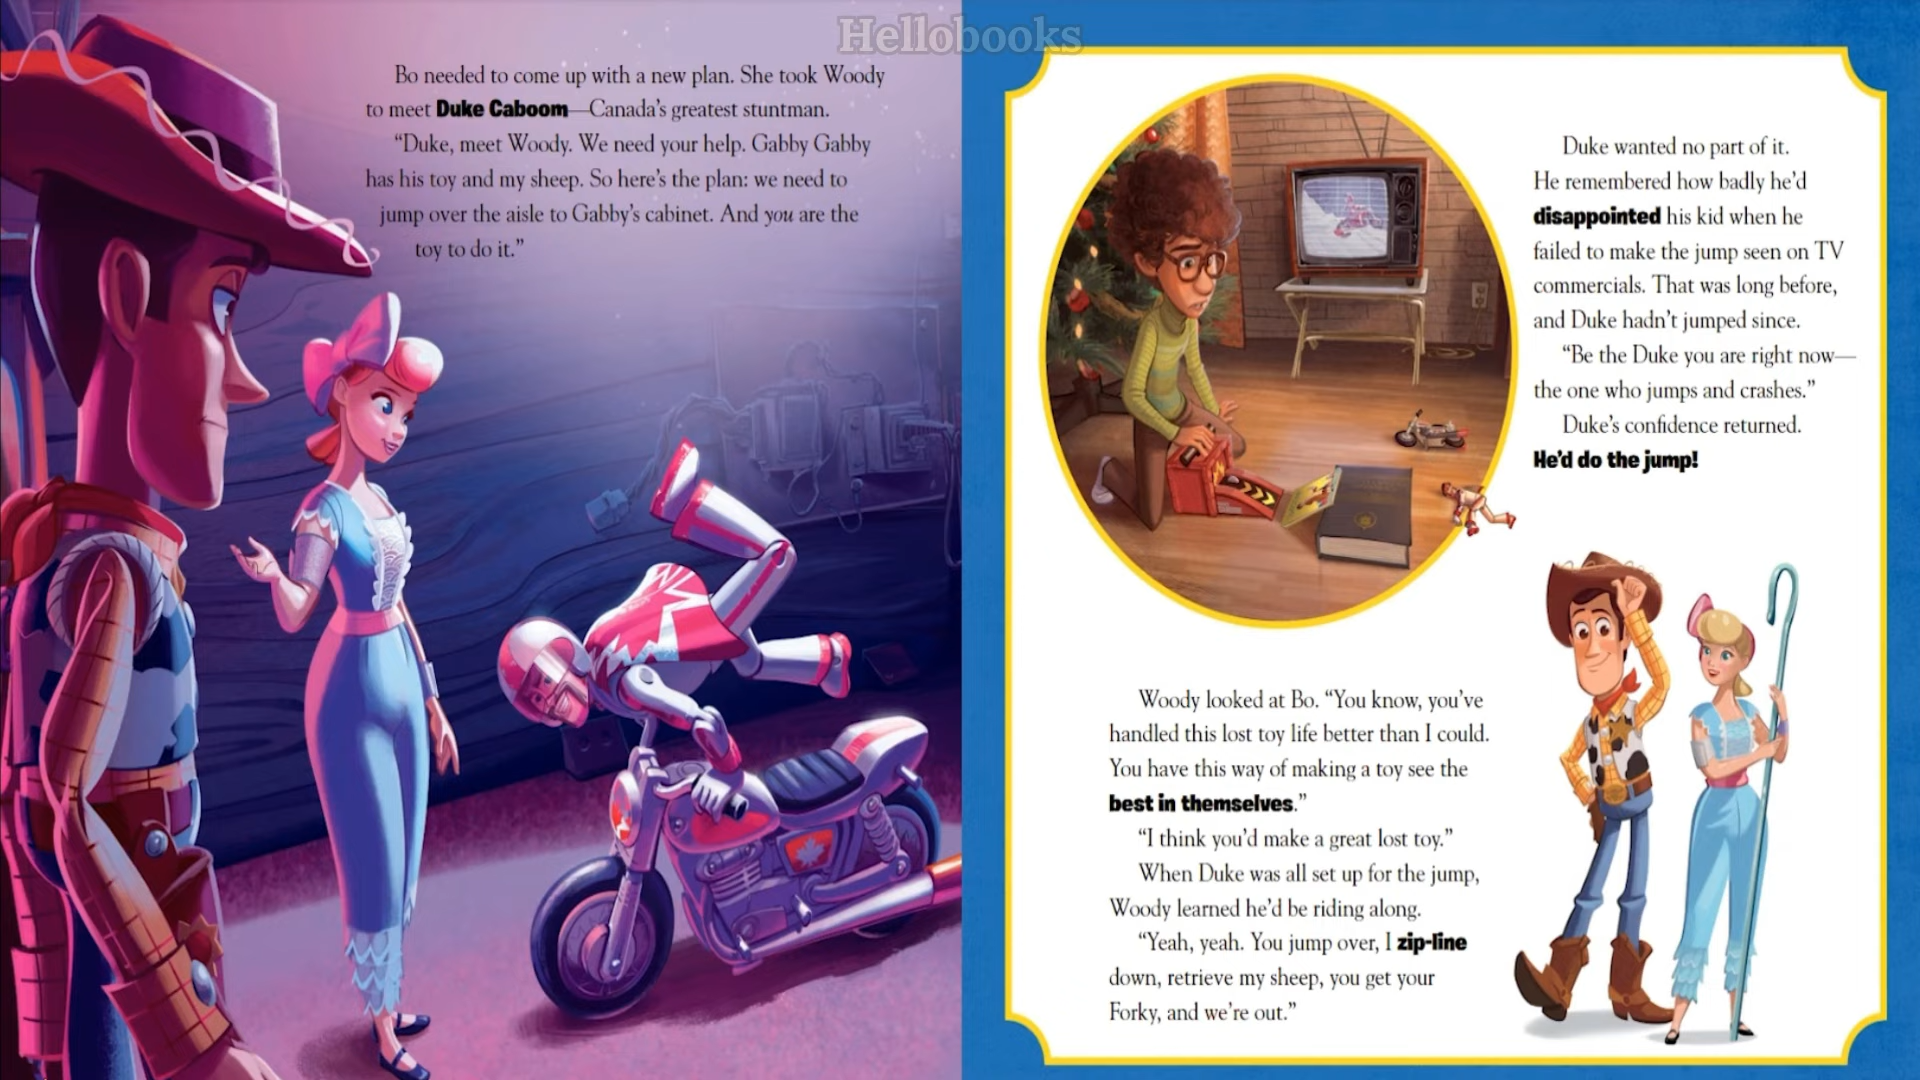 Hellobooks
Bo needed to come up with a new plan. She took Woody
to meet Duke Caboom—Canada's greatest stuntman.
“Duke, meet Woody. We need your help. Gabby Gabby
has his toy and my sheep. So here's the plan: we need to
jump over the aisle to Gabby's cabinet. And you are the
toy to do it.”
Duke wanted no part of it.
He remembered how badly he'd
disappointed his kid when he
failed to make the jump seen on TV
commercials. That was long before,
and Duke hadn't jumped since.
“Be the Duke you are right now—
the one who jumps and crashes.”
Duke's confidence returned.
He'd do the jump!
Woody looked at Bo. “You know, you've
handled this lost toy life better than I could.
You have this way of making a toy see the
best in themselves.”
“I think you'd make a great lost toy.”
When Duke was all set up for the jump,
Woody learned he'd be riding along.
“Yeah, yeah. You jump over, I zip-line
down, retrieve my sheep, you get your
Forky, and we're out.”